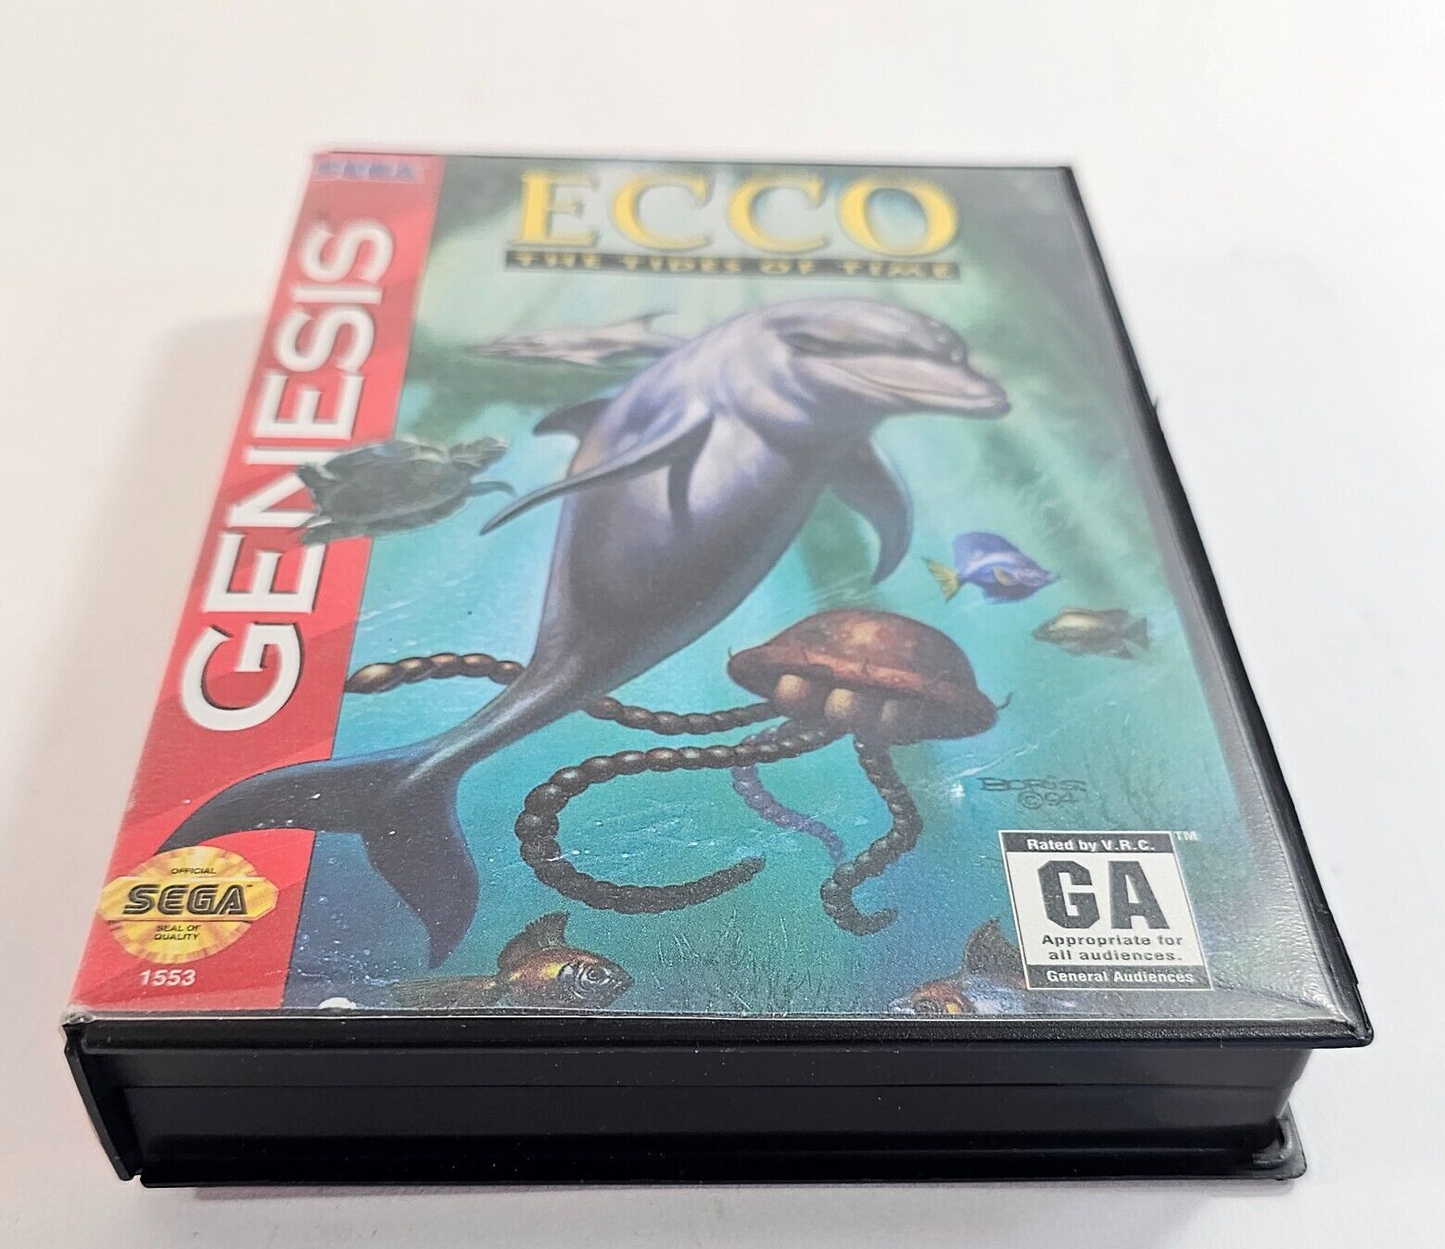 SEGA
GENESIS
ECCO
THE TIDES OF TIME
BORIS
©94
Rated by V.R.C. ™
GA
Appropriate for
all audiences.
General Audiences
OFFICIAL
SEGA™
SEAL OF
QUALITY
1553